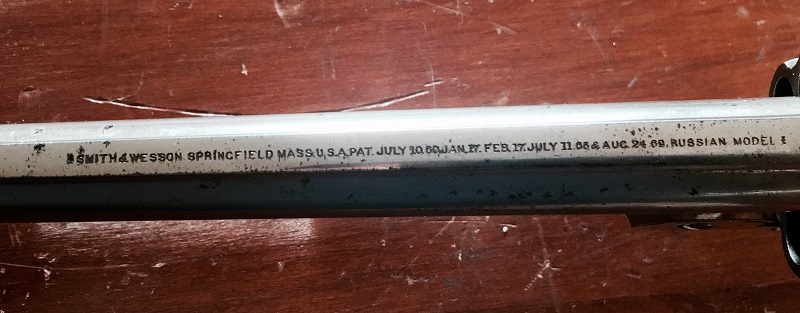 SMITH & WESSON SPRINGFIELD MASS U.S.A. PAT. JULY 10.60. JAN. 17. FEB. 17. JULY 11.65 & AUG. 24 69. RUSSIAN MODEL